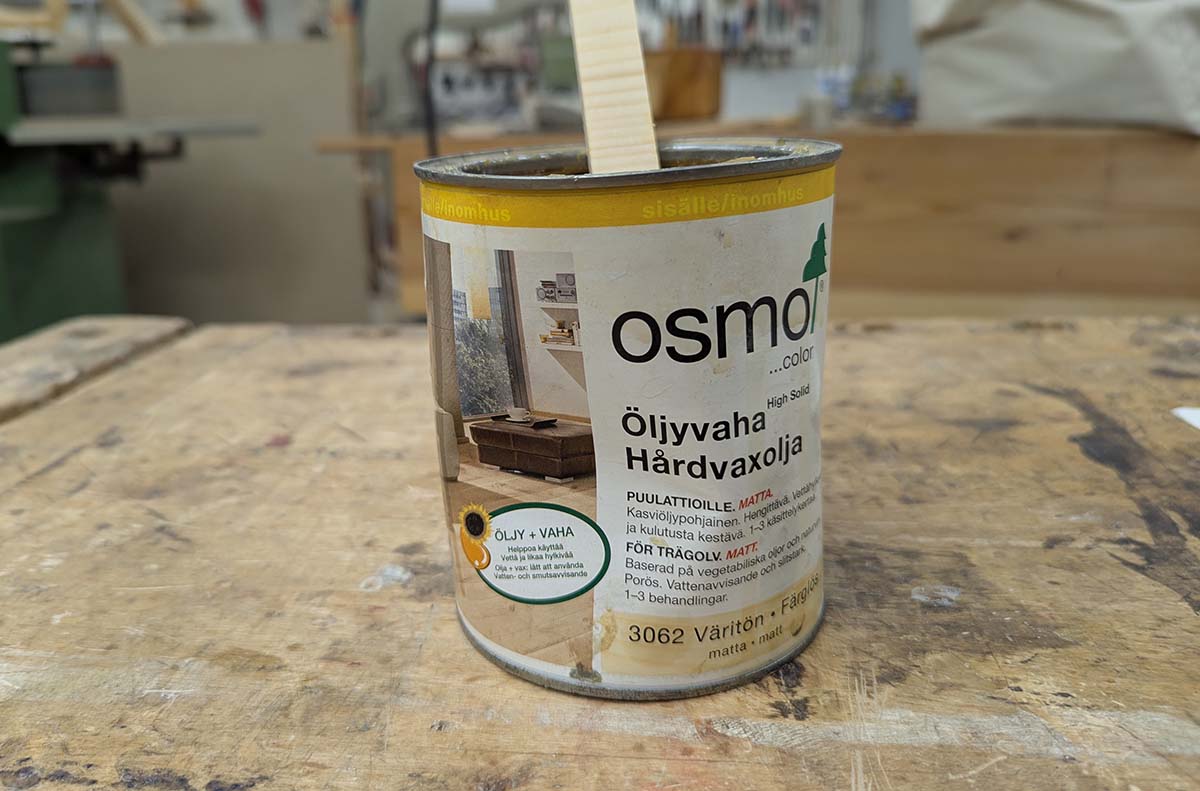 sisälle/inomhus
osmo
...color
High Solid
Öljyvaha
Hårdvaxolja
PUULATTIOILLE. MATTA.
Kasviöljypohjainen. Hengittävä.
ja kulutusta kestävä. 1–3 käsittelykertaa.
FÖR TRÄGOLV. MATT.
Baserad på vegetabiliska oljor och
Porös. Vattenavvisande och slitstark.
1–3 behandlingar.
3062 Väritön • Färglös
matta • matt
ÖLJY + VAHA
Helppoa käyttää
Vettä ja likaa hylkivää
Olja + vax: lätt att använda
Vatten- och smutsavvisande